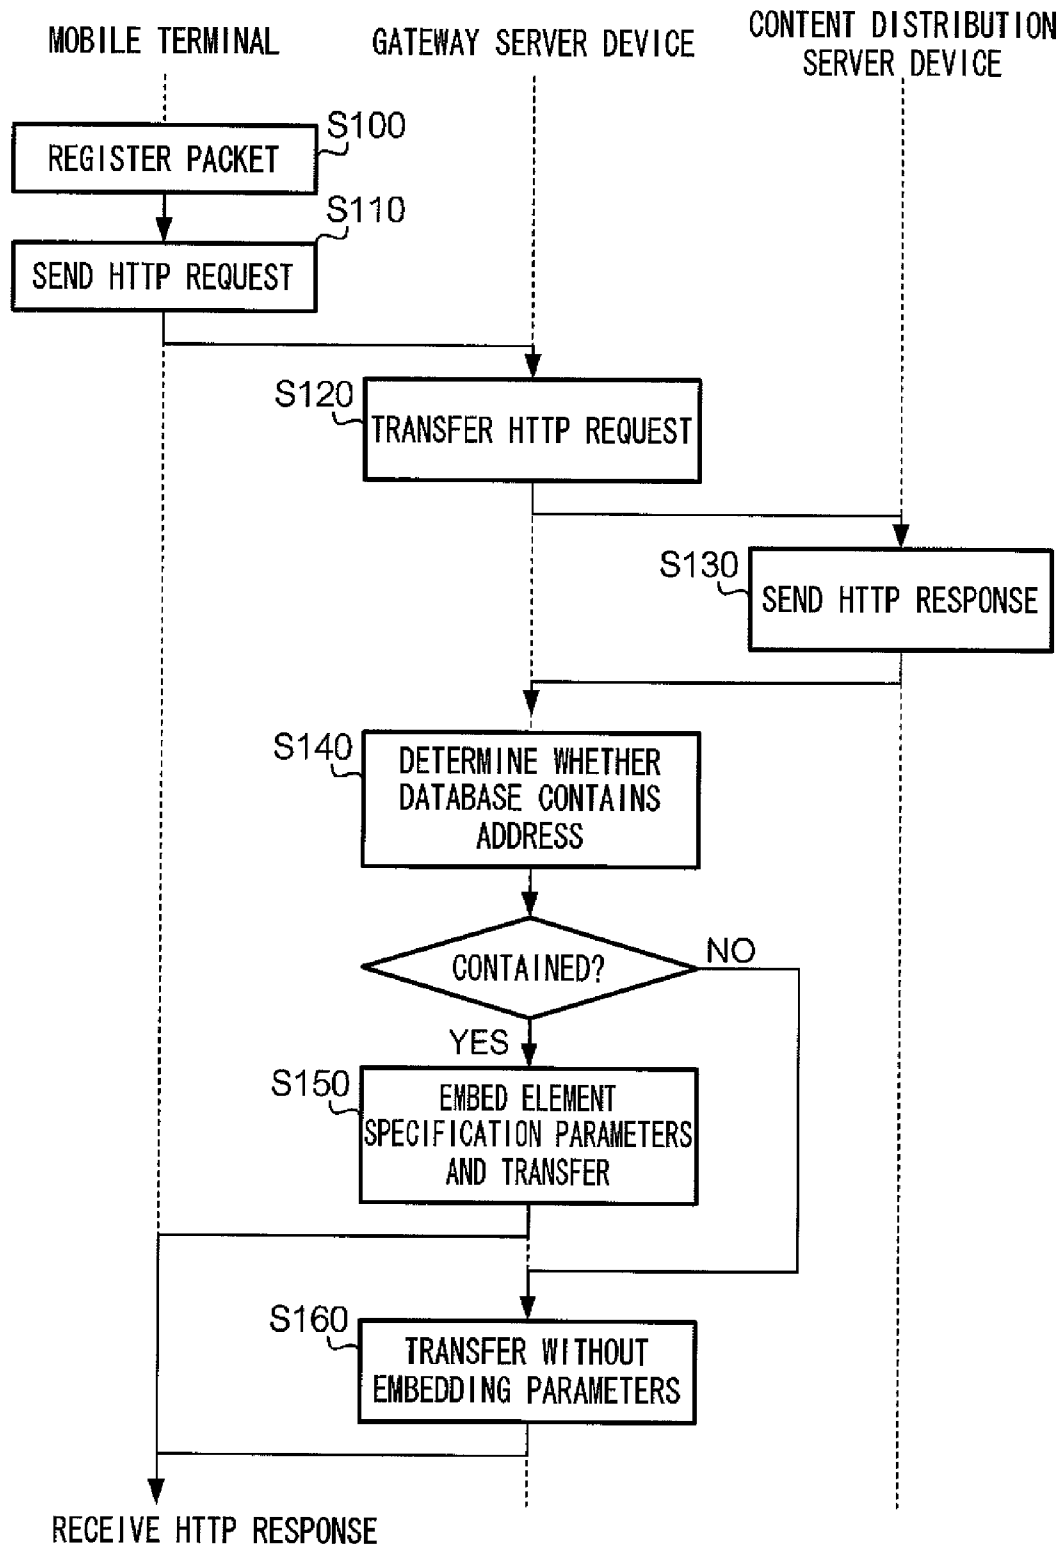 MOBILE TERMINAL
GATEWAY SERVER DEVICE
CONTENT DISTRIBUTION
SERVER DEVICE
S100
REGISTER PACKET
S110
SEND HTTP REQUEST
S120
TRANSFER HTTP REQUEST
S130
SEND HTTP RESPONSE
S140
DETERMINE WHETHER
DATABASE CONTAINS
ADDRESS
CONTAINED?
NO
YES
S150
EMBED ELEMENT
SPECIFICATION PARAMETERS
AND TRANSFER
S160
TRANSFER WITHOUT
EMBEDDING PARAMETERS
RECEIVE HTTP RESPONSE